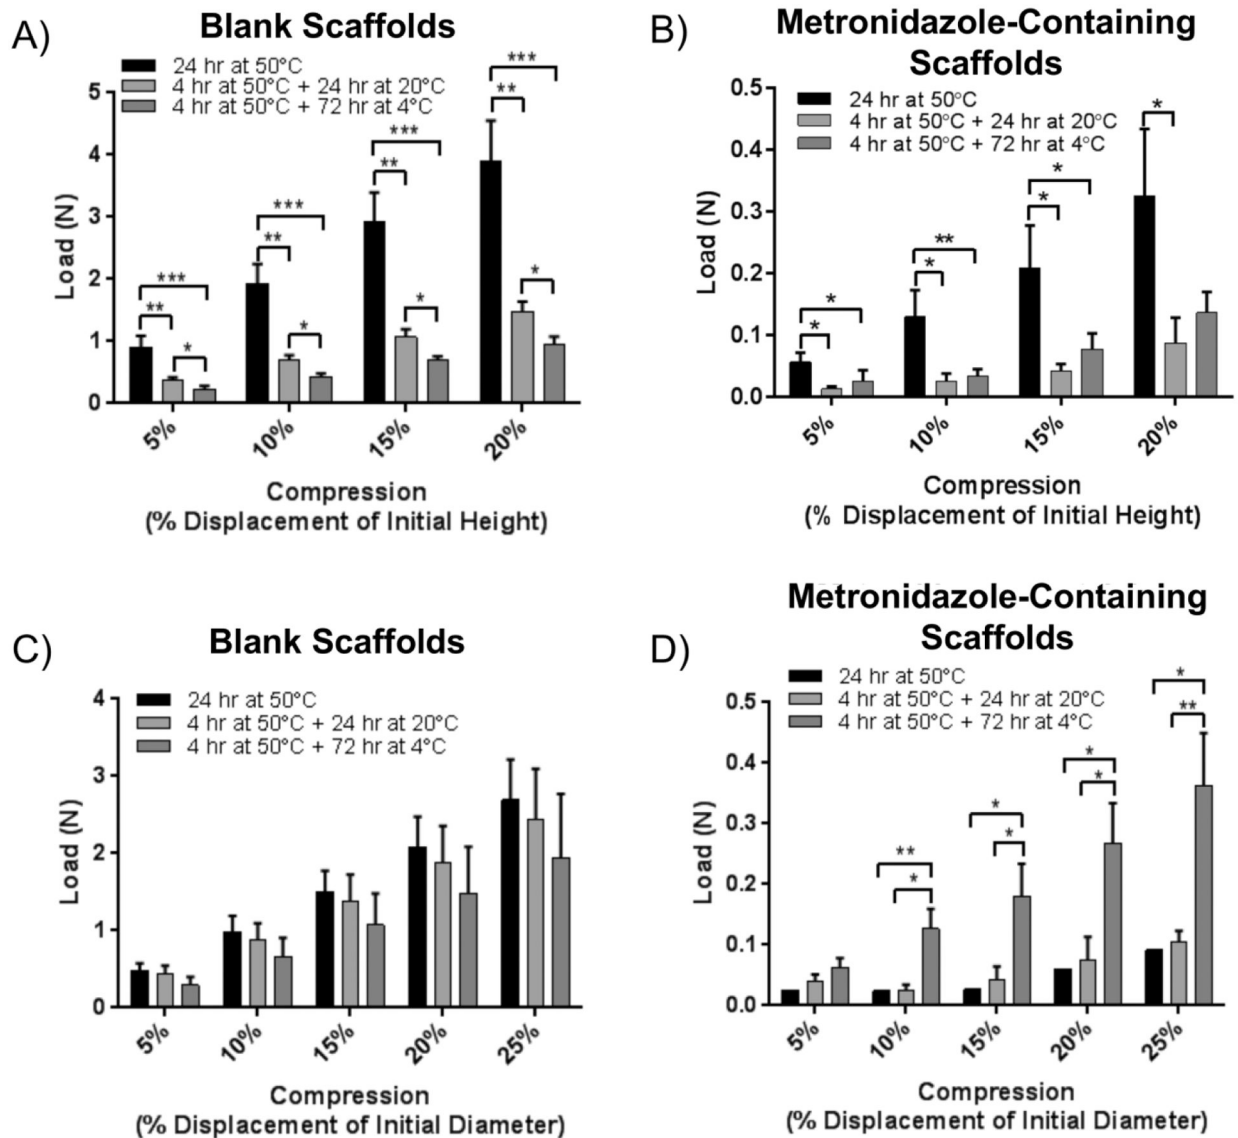 A)
Blank Scaffolds
24 hr at 50°C
4 hr at 50°C + 24 hr at 20°C
4 hr at 50°C + 72 hr at 4°C
Load (N)
5
4
3
2
1
0
***
**
*
***
**
*
***
**
*
***
**
*
5%
10%
15%
20%
Compression
(% Displacement of Initial Height)
B)
Metronidazole-Containing
Scaffolds
24 hr at 50°C
4 hr at 50°C + 24 hr at 20°C
4 hr at 50°C + 72 hr at 4°C
Load (N)
0.5
0.4
0.3
0.2
0.1
0.0
*
*
**
*
*
*
*
5%
10%
15%
20%
Compression
(% Displacement of Initial Height)
C)
Blank Scaffolds
24 hr at 50°C
4 hr at 50°C + 24 hr at 20°C
4 hr at 50°C + 72 hr at 4°C
Load (N)
4
3
2
1
0
5%
10%
15%
20%
25%
Compression
(% Displacement of Initial Diameter)
D)
Metronidazole-Containing
Scaffolds
24 hr at 50°C
4 hr at 50°C + 24 hr at 20°C
4 hr at 50°C + 72 hr at 4°C
Load (N)
0.5
0.4
0.3
0.2
0.1
0.0
**
*
*
*
*
*
*
**
5%
10%
15%
20%
25%
Compression
(% Displacement of Initial Diameter)